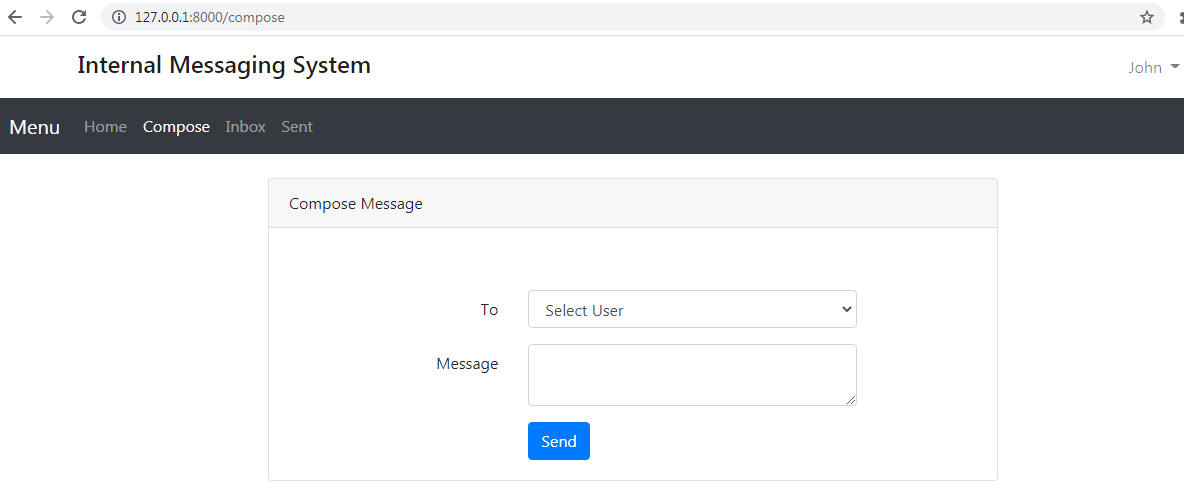 127.0.0.1:8000/compose
Internal Messaging System
John
Menu Home Compose Inbox Sent
Compose Message
To Select User
Message
Send